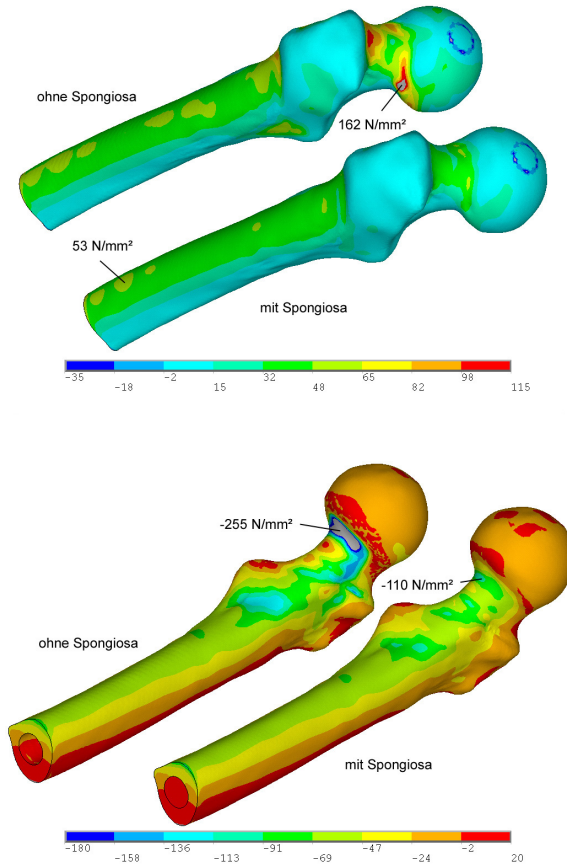 ohne Spongiosa
162 N/mm²
53 N/mm²
mit Spongiosa
-35 -2 32 65 98
-18 15 48 82 115
-255 N/mm²
-110 N/mm²
ohne Spongiosa
mit Spongiosa
-180 -136 -91 -47 -2
-158 -113 -69 -24 20